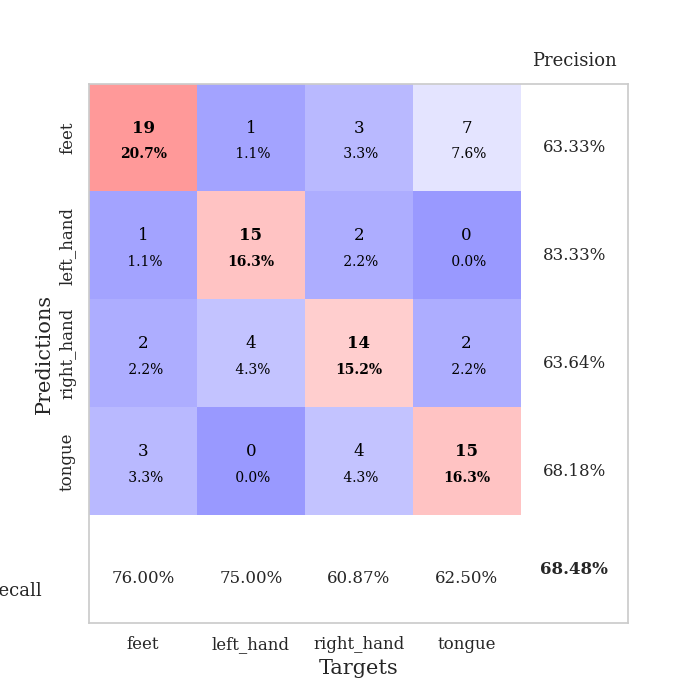 Precision
feet
19 1 3 7
20.7% 1.1% 3.3% 7.6%
63.33%
left_hand
1 15 2 0
1.1% 16.3% 2.2% 0.0%
83.33%
Predictions
right_hand
2 4 14 2
2.2% 4.3% 15.2% 2.2%
63.64%
tongue
3 0 4 15
3.3% 0.0% 4.3% 16.3%
68.18%
ecall
76.00% 75.00% 60.87% 62.50% 68.48%
feet left_hand right_hand tongue
Targets